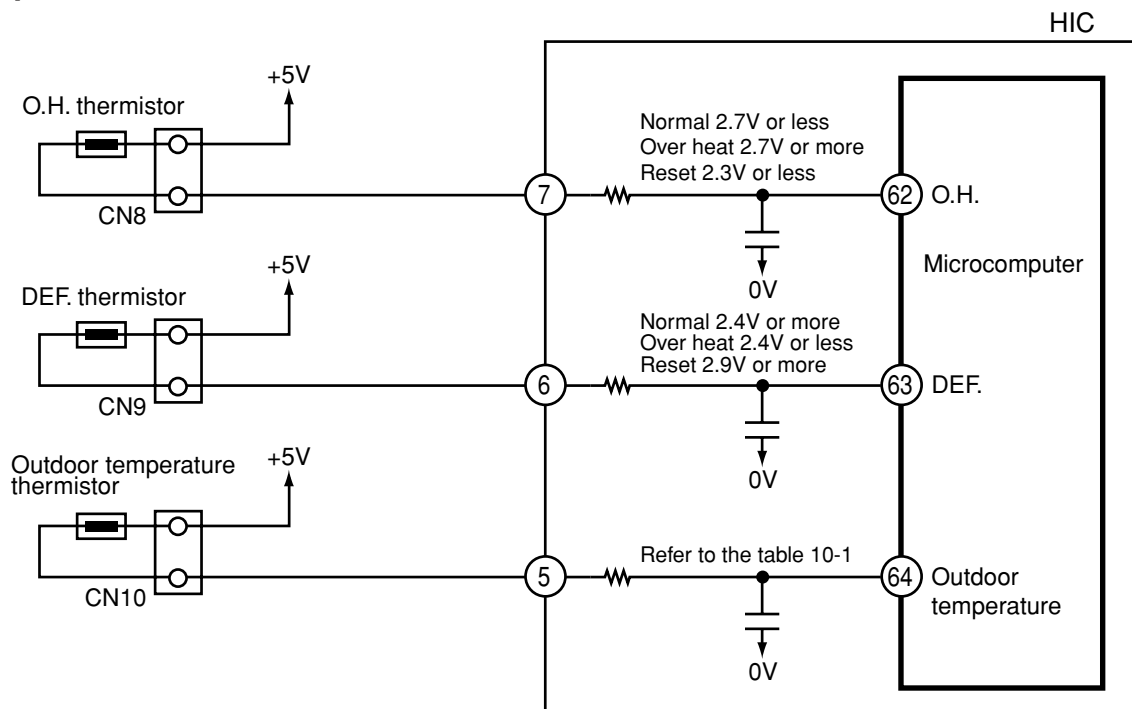 HIC
+5V
O.H. thermistor
CN8
7
Normal 2.7V or less
Over heat 2.7V or more
Reset 2.3V or less
0V
62
O.H.
Microcomputer
+5V
DEF. thermistor
CN9
6
Normal 2.4V or more
Over heat 2.4V or less
Reset 2.9V or more
0V
63
DEF.
Outdoor temperature
thermistor
+5V
CN10
5
Refer to the table 10-1
0V
64
Outdoor
temperature